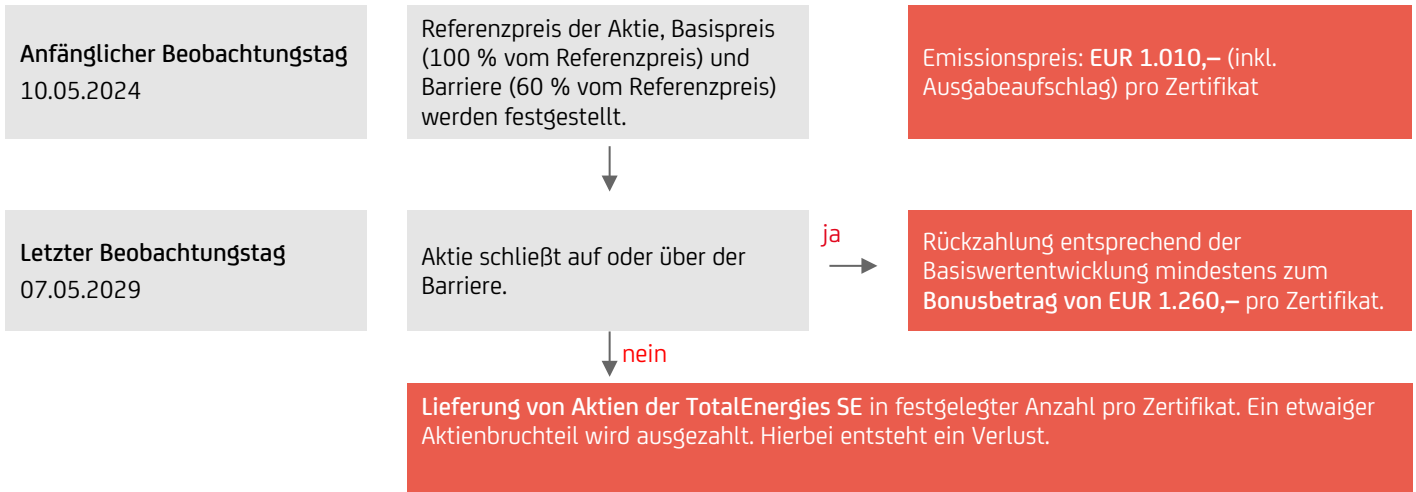 Anfänglicher Beobachtungstag
10.05.2024
Referenzpreis der Aktie, Basispreis
(100 % vom Referenzpreis) und
Barriere (60 % vom Referenzpreis)
werden festgestellt.
Emissionspreis: EUR 1.010,– (inkl.
Ausgabeaufschlag) pro Zertifikat
Letzter Beobachtungstag
07.05.2029
Aktie schließt auf oder über der
Barriere.
ja
Rückzahlung entsprechend der
Basiswertentwicklung mindestens zum
Bonusbetrag von EUR 1.260,– pro Zertifikat.
nein
Lieferung von Aktien der TotalEnergies SE in festgelegter Anzahl pro Zertifikat. Ein etwaiger
Aktienbruchteil wird ausgezahlt. Hierbei entsteht ein Verlust.